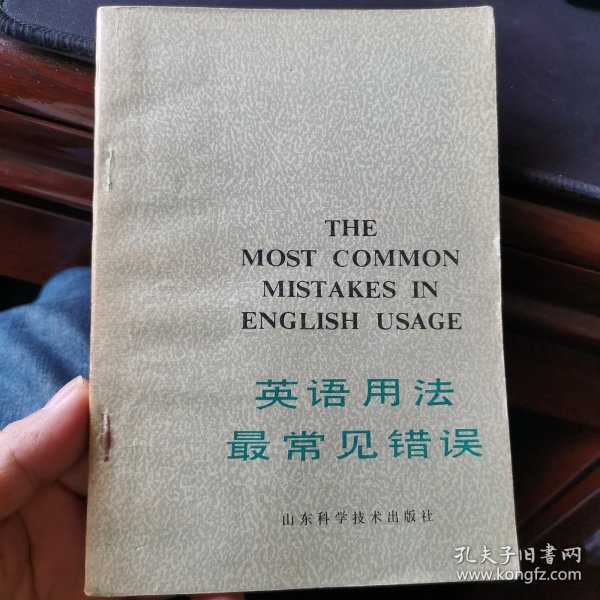 THE
MOST COMMON
MISTAKES IN
ENGLISH USAGE
英语用法
最常见错误
山东科学技术出版社
孔夫子旧书网
www.kongfz.com